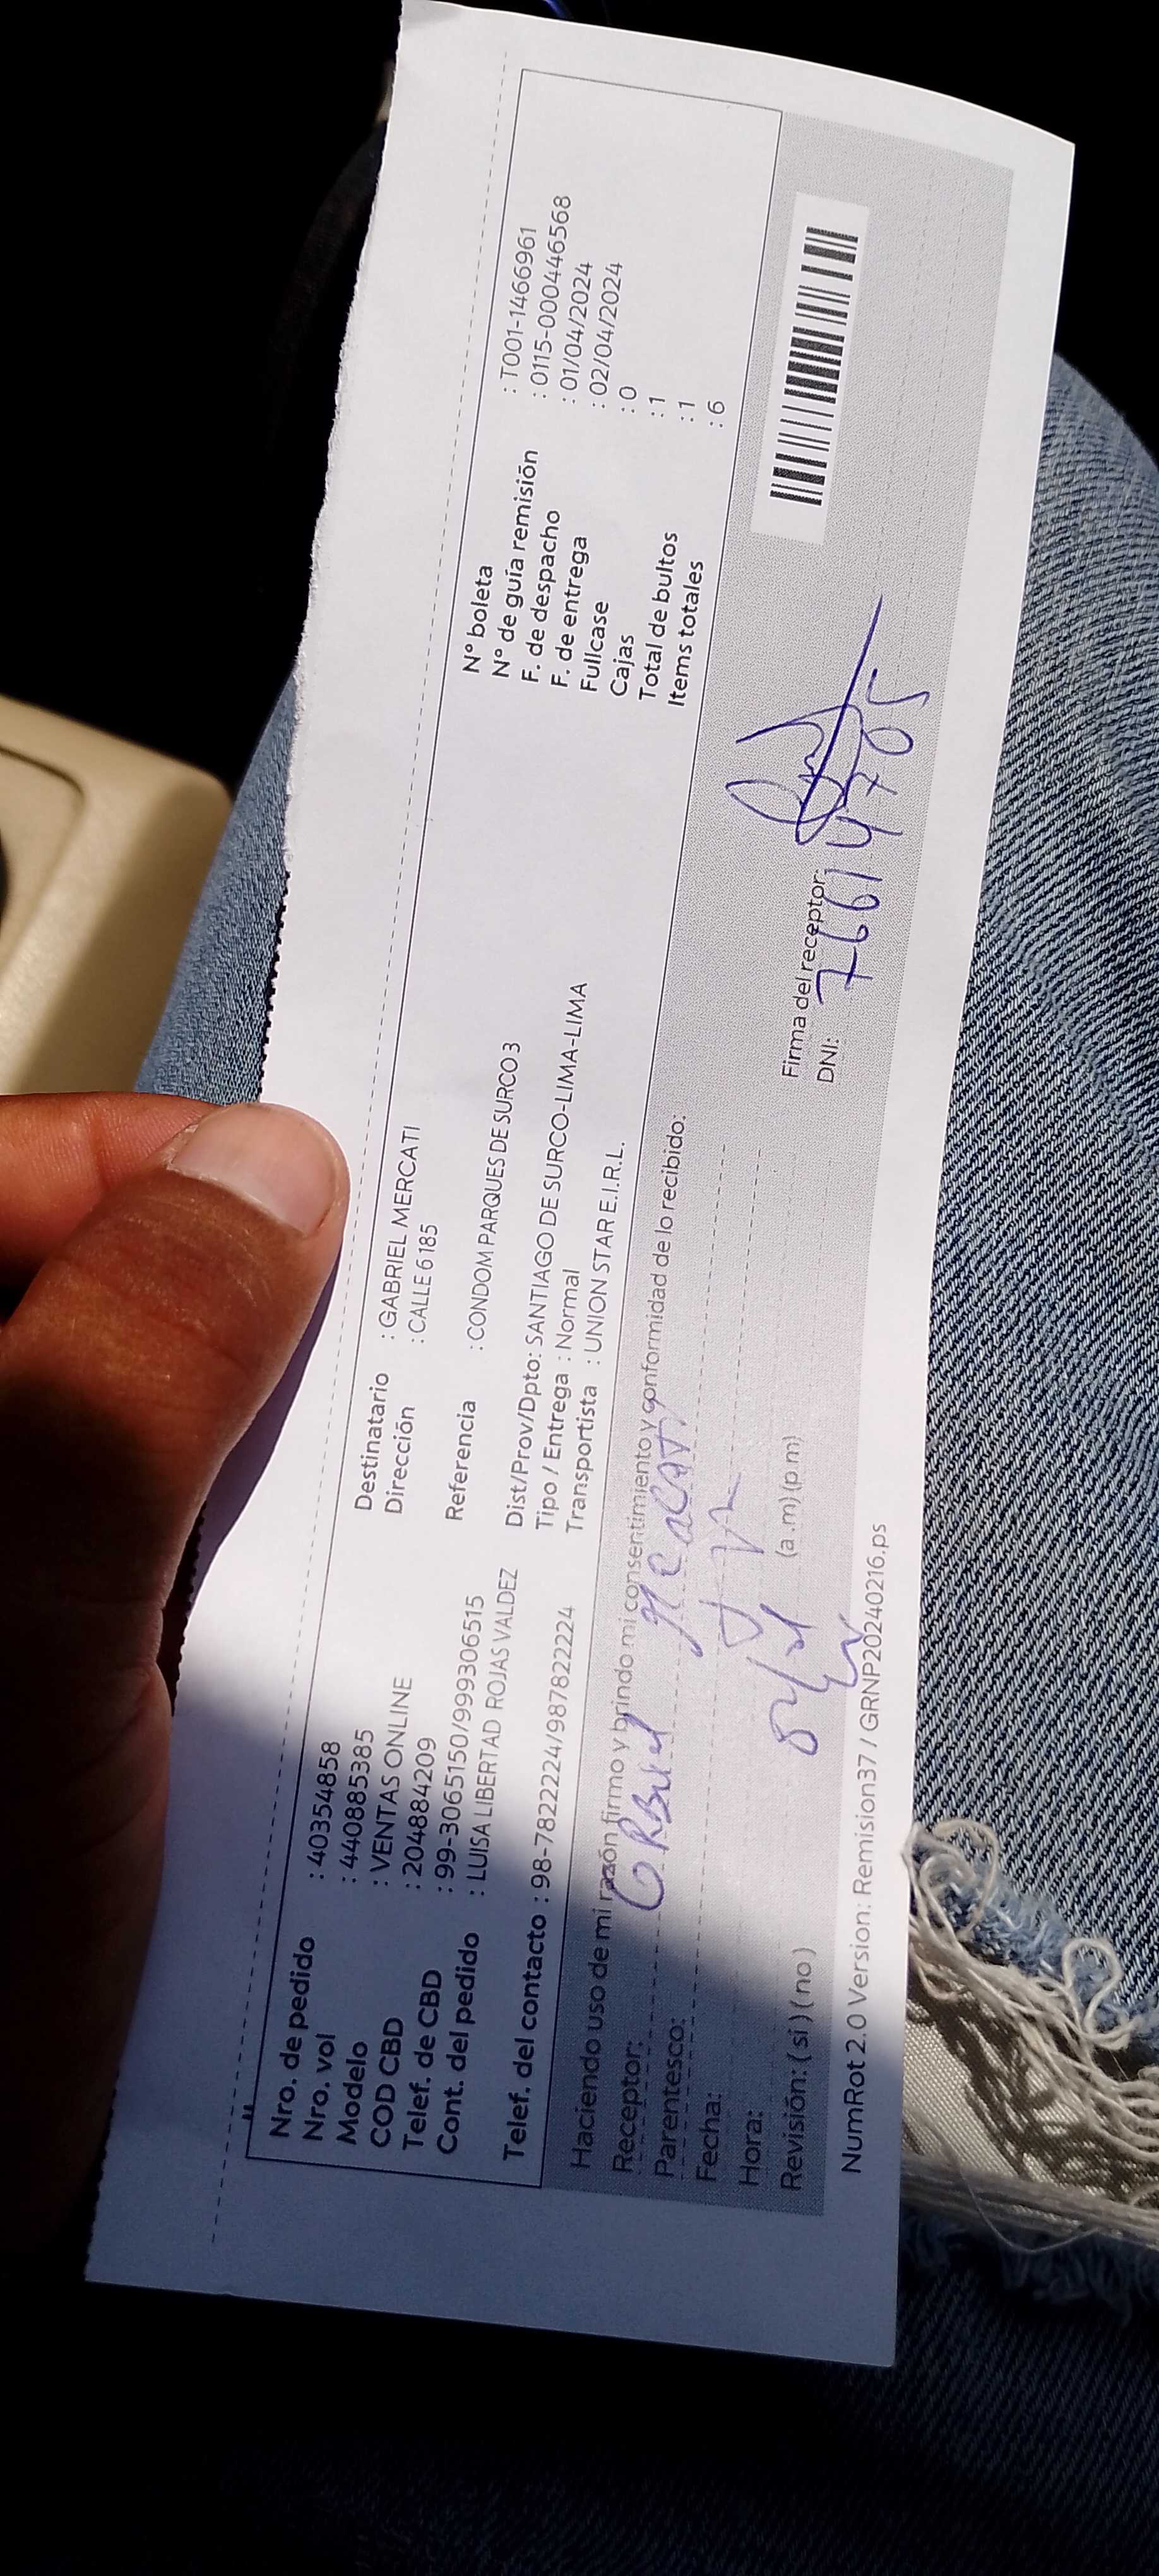 Nro. de pedido : 40354858
Nro. vol : 440885385
Modelo : VENTAS ONLINE
COD CBD : 204884209
Telef. de CBD : 99-3065150/999306515
Cont. del pedido : LUISA LIBERTAD ROJAS VALDEZ
Telef. del contacto : 98-7822224/987822224
Destinatario : GABRIEL MERCATI
Dirección : CALLE 6 185
Referencia : CONDOM PARQUES DE SURCO 3
Dist/Prov/Dpto: SANTIAGO DE SURCO-LIMA-LIMA
Tipo / Entrega : Normal
Transportista : UNION STAR E.I.R.L.
N° boleta : T001-1466961
N° de guía remisión : 0115-000446568
F. de despacho : 01/04/2024
F. de entrega : 02/04/2024
Fullcase : 0
Cajas : 1
Total de bultos : 1
Items totales : 6
Haciendo uso de mi razón firmo y brindo mi consentimiento y conformidad de lo recibido:
Receptor:
Parentesco:
Fecha:
Hora: (a.m) (p.m)
Revisión: ( si ) ( no )
Firma del receptor:
DNI: 76614705
NumRot 2.0 Version: Remision37 / GRNP20240216.ps